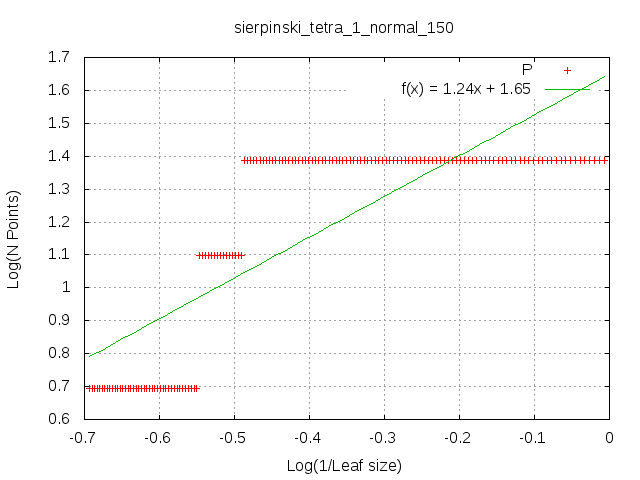 sierpinski_tetra_1_normal_150
P
f(x) = 1.24x + 1.65
Log(N Points)
1.7
1.6
1.5
1.4
1.3
1.2
1.1
1
0.9
0.8
0.7
0.6
-0.7 -0.6 -0.5 -0.4 -0.3 -0.2 -0.1 0
Log(1/Leaf size)